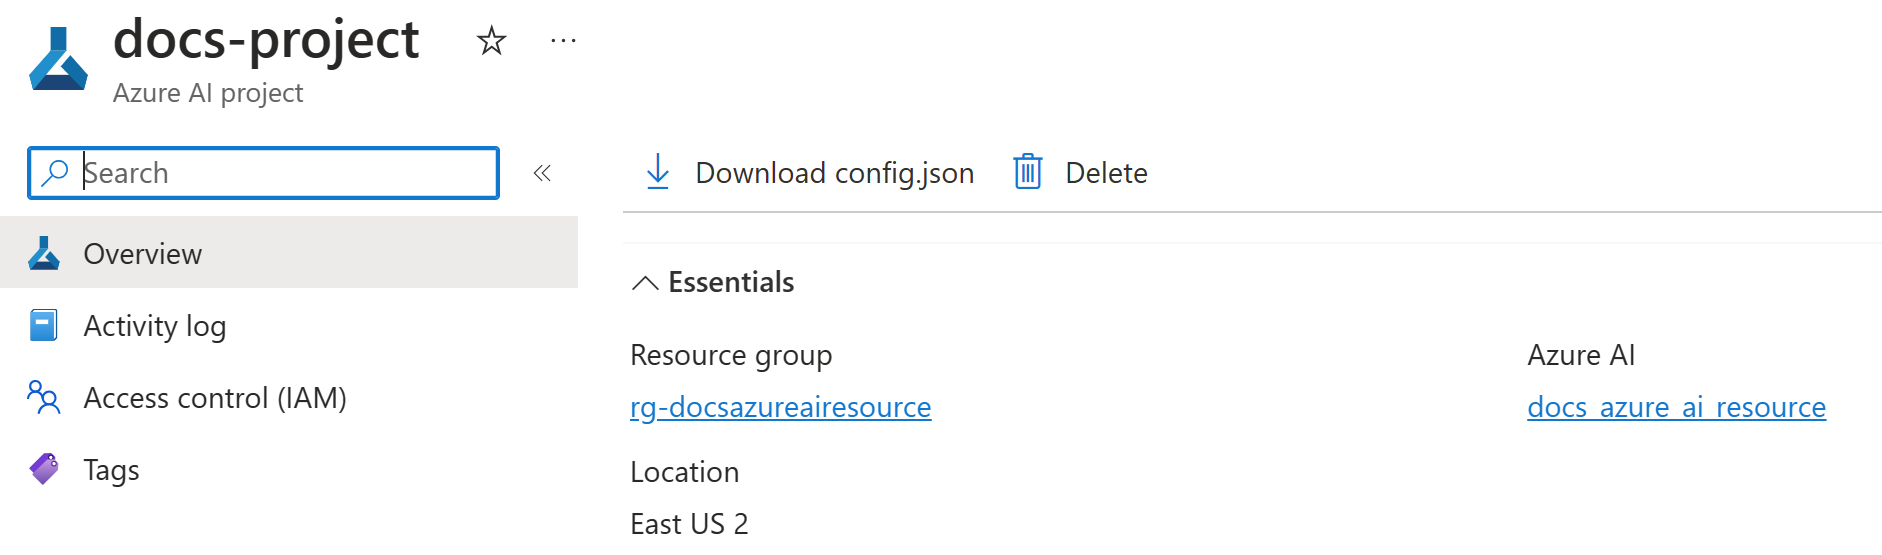 docs-project
Azure AI project
Search
Overview
Activity log
Access control (IAM)
Tags
Download config.json
Delete
Essentials
Resource group
rg-docsazureairesource
Location
East US 2
Azure AI
docs_azure_ai_resource